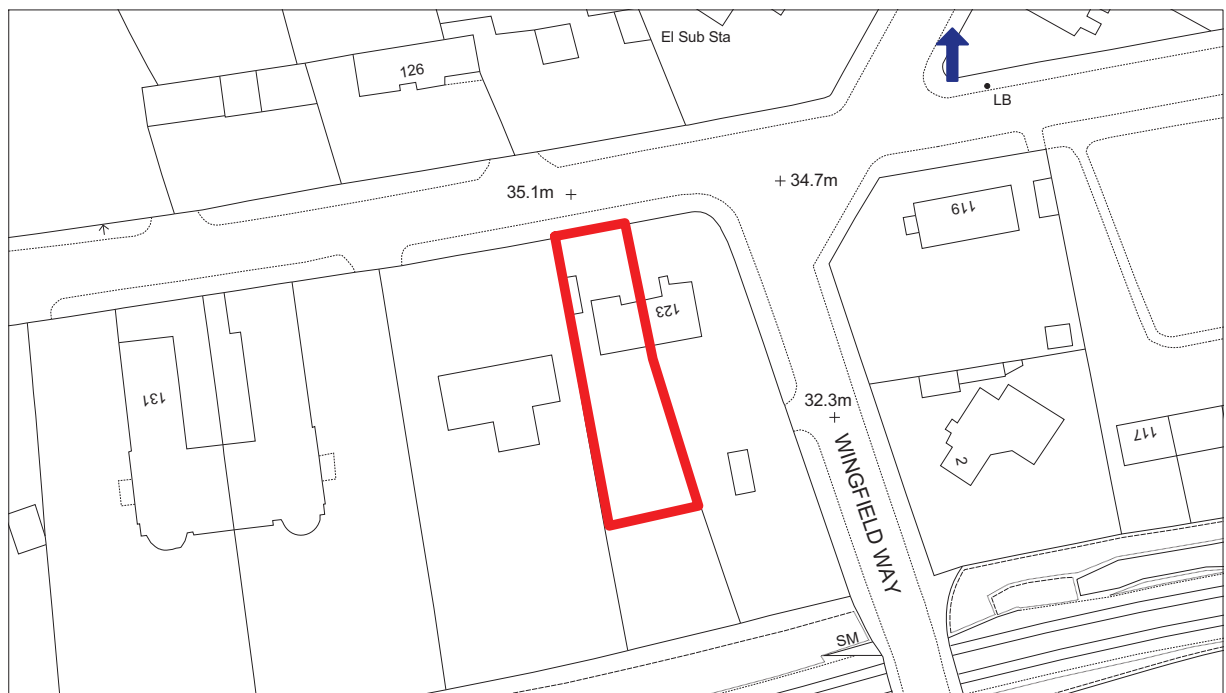 El Sub Sta
126
LB
35.1m
34.7m
119
123
131
32.3m
117
2
WINGFIELD WAY
SM